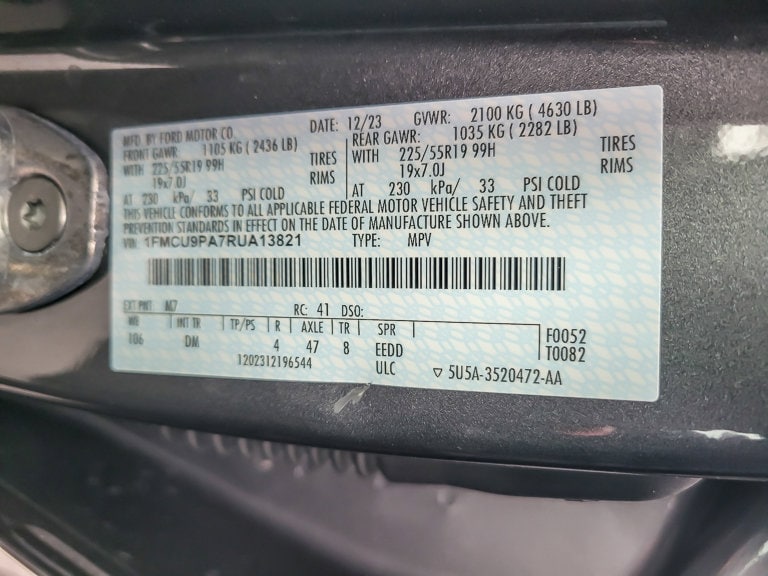 MFD. BY FORD MOTOR CO. DATE: 12/23 GVWR: 2100 KG ( 4630 LB)
FRONT GAWR: 1105 KG ( 2436 LB) REAR GAWR: 1035 KG ( 2282 LB)
WITH 225/55R19 99H TIRES WITH 225/55R19 99H TIRES
19x7.0J RIMS 19x7.0J RIMS
AT 230 kPa/ 33 PSI COLD AT 230 kPa/ 33 PSI COLD
THIS VEHICLE CONFORMS TO ALL APPLICABLE FEDERAL MOTOR VEHICLE SAFETY AND THEFT
PREVENTION STANDARDS IN EFFECT ON THE DATE OF MANUFACTURE SHOWN ABOVE.
VIN: 1FMCU9PA7RUA13821 TYPE: MPV
EXT PNT: M7 RC: 41 DSO:
WB INT TR TP/PS R AXLE TR SPR F0052
106 DM 4 47 8 EEDD T0082
1202312196544 ULC ▽ 5U5A-3520472-AA